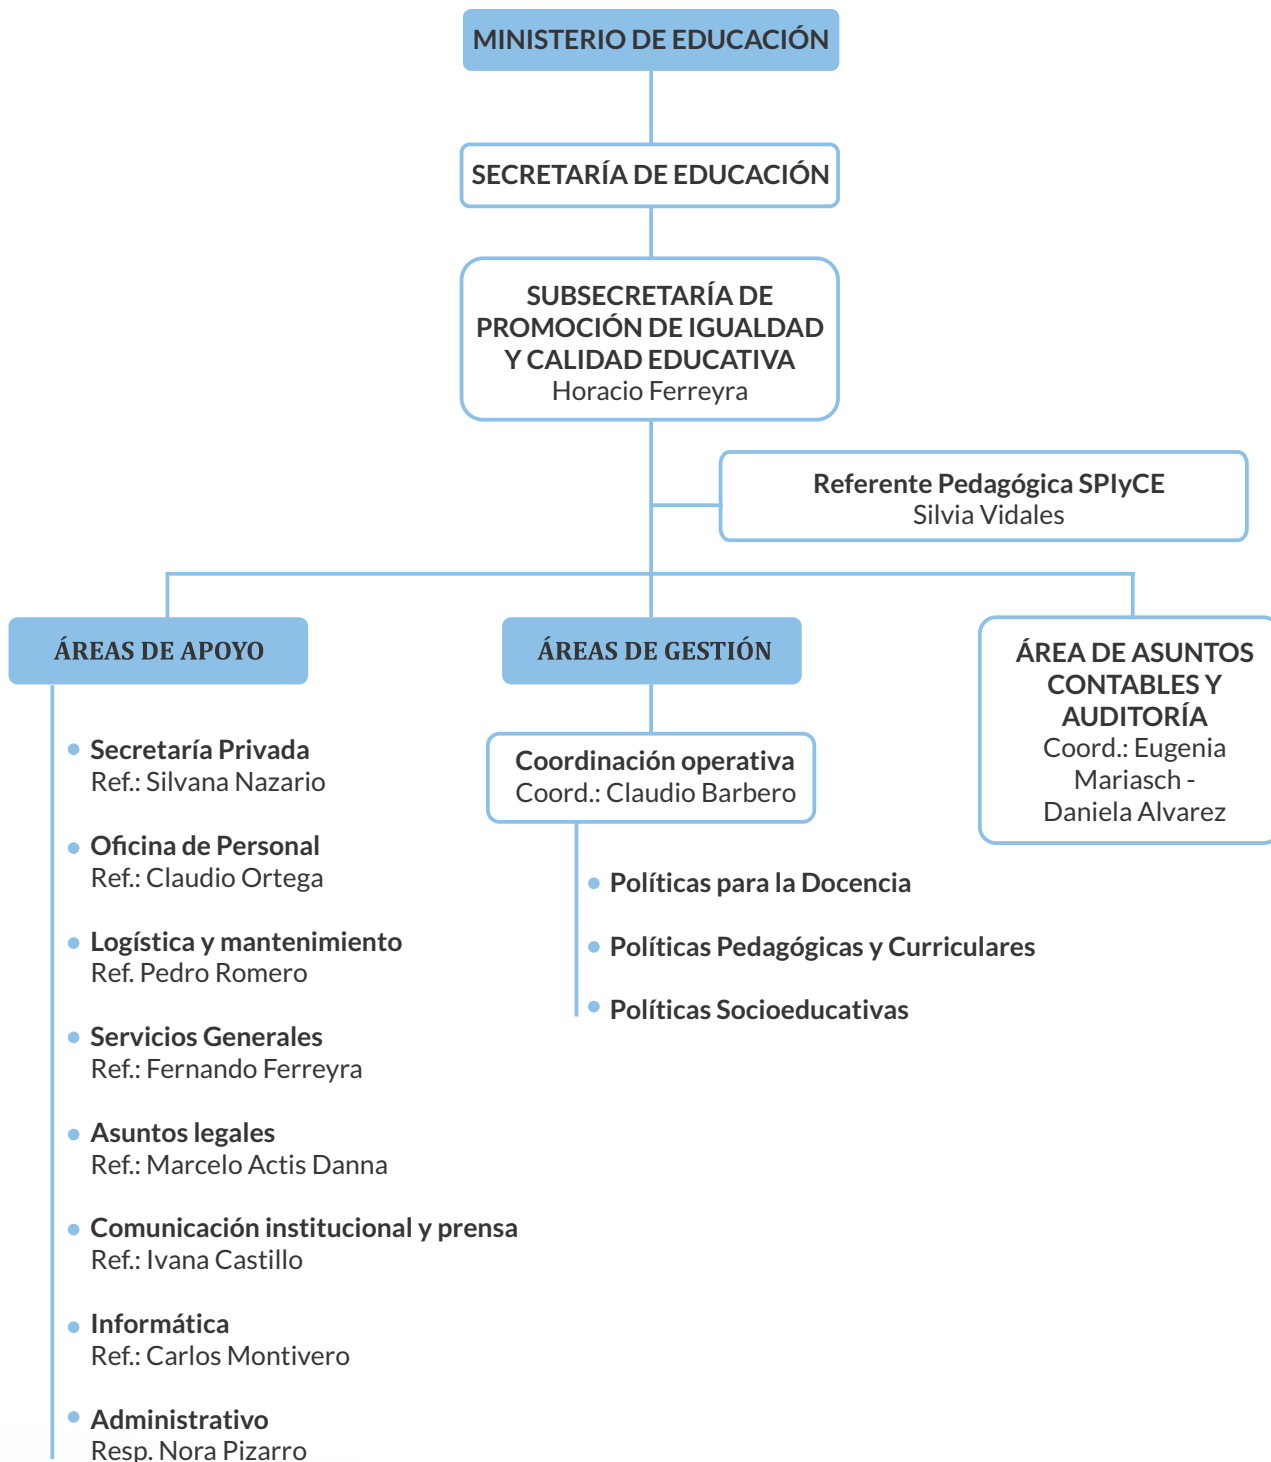 MINISTERIO DE EDUCACIÓN
SECRETARÍA DE EDUCACIÓN
SUBSECRETARÍA DE
PROMOCIÓN DE IGUALDAD
Y CALIDAD EDUCATIVA
Horacio Ferreyra
Referente Pedagógica SPIyCE
Silvia Vidales
ÁREAS DE APOYO
Secretaría Privada
Ref.: Silvana Nazario
Oficina de Personal
Ref.: Claudio Ortega
Logística y mantenimiento
Ref. Pedro Romero
Servicios Generales
Ref.: Fernando Ferreyra
Asuntos legales
Ref.: Marcelo Actis Danna
Comunicación institucional y prensa
Ref.: Ivana Castillo
Informática
Ref.: Carlos Montivero
Administrativo
Resp. Nora Pizarro
ÁREAS DE GESTIÓN
Coordinación operativa
Coord.: Claudio Barbero
Políticas para la Docencia
Políticas Pedagógicas y Curriculares
Políticas Socioeducativas
ÁREA DE ASUNTOS
CONTABLES Y
AUDITORÍA
Coord.: Eugenia
Mariasch -
Daniela Alvarez